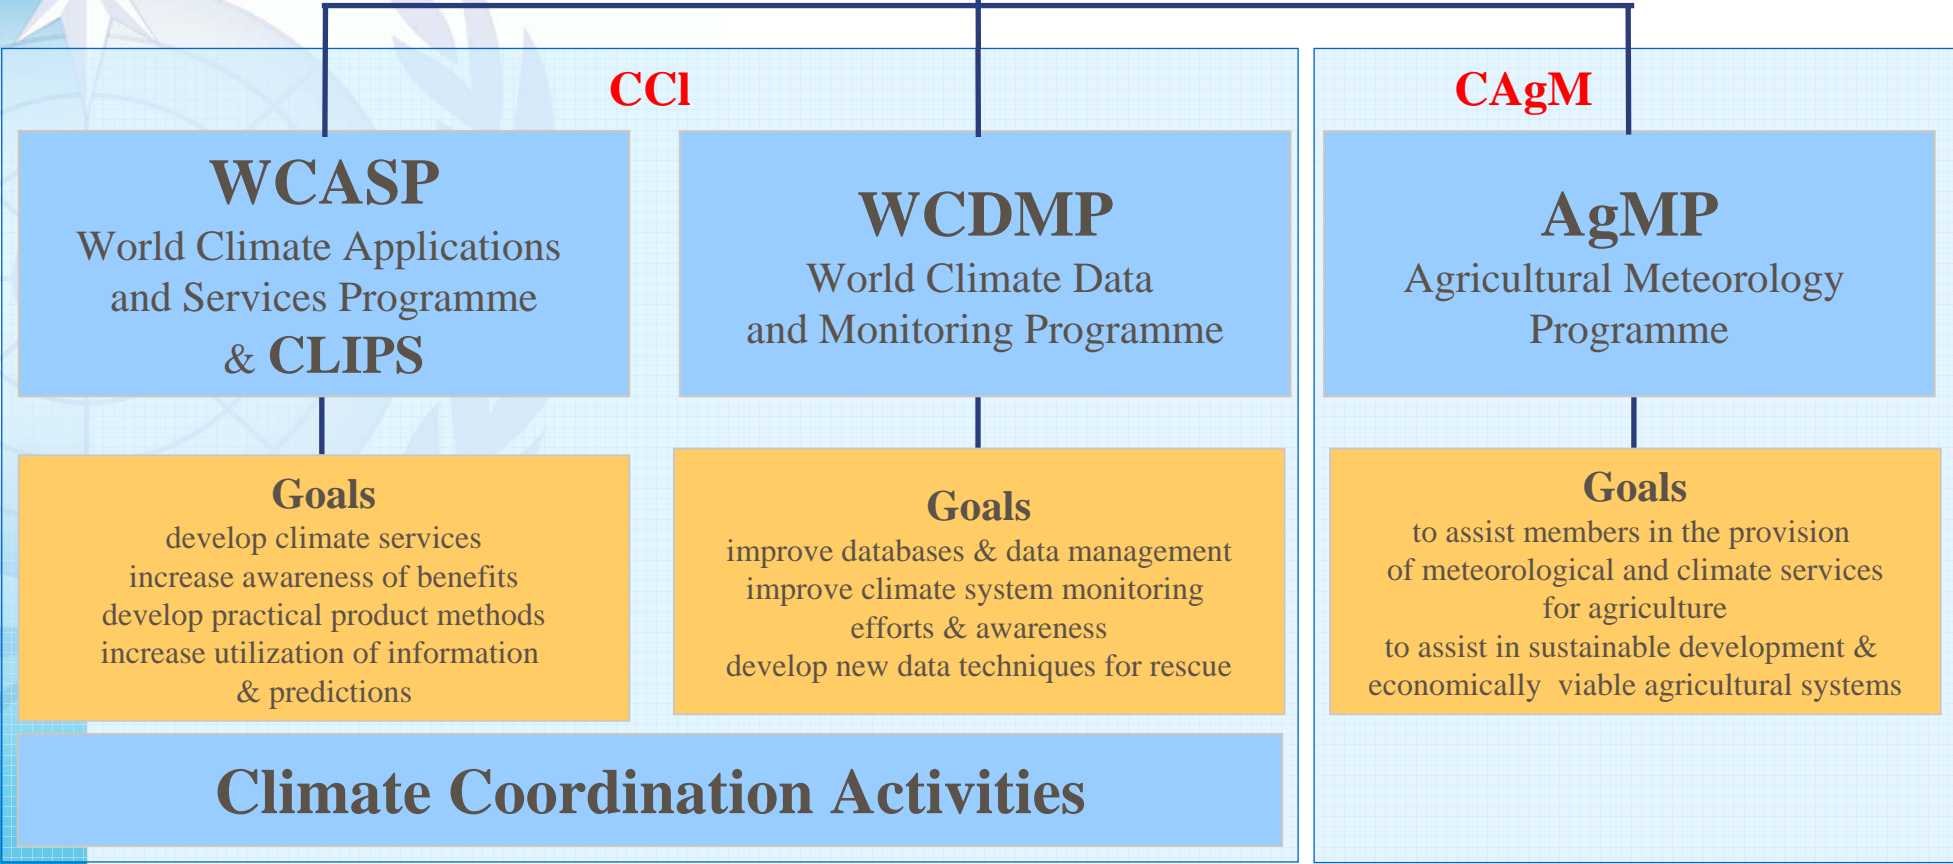 CCl
WCASP
World Climate Applications
and Services Programme
& CLIPS
Goals
develop climate services
increase awareness of benefits
develop practical product methods
increase utilization of information
& predictions
WCDMP
World Climate Data
and Monitoring Programme
Goals
improve databases & data management
improve climate system monitoring
efforts & awareness
develop new data techniques for rescue
Climate Coordination Activities
CAgM
AgMP
Agricultural Meteorology
Programme
Goals
to assist members in the provision
of meteorological and climate services
for agriculture
to assist in sustainable development &
economically viable agricultural systems